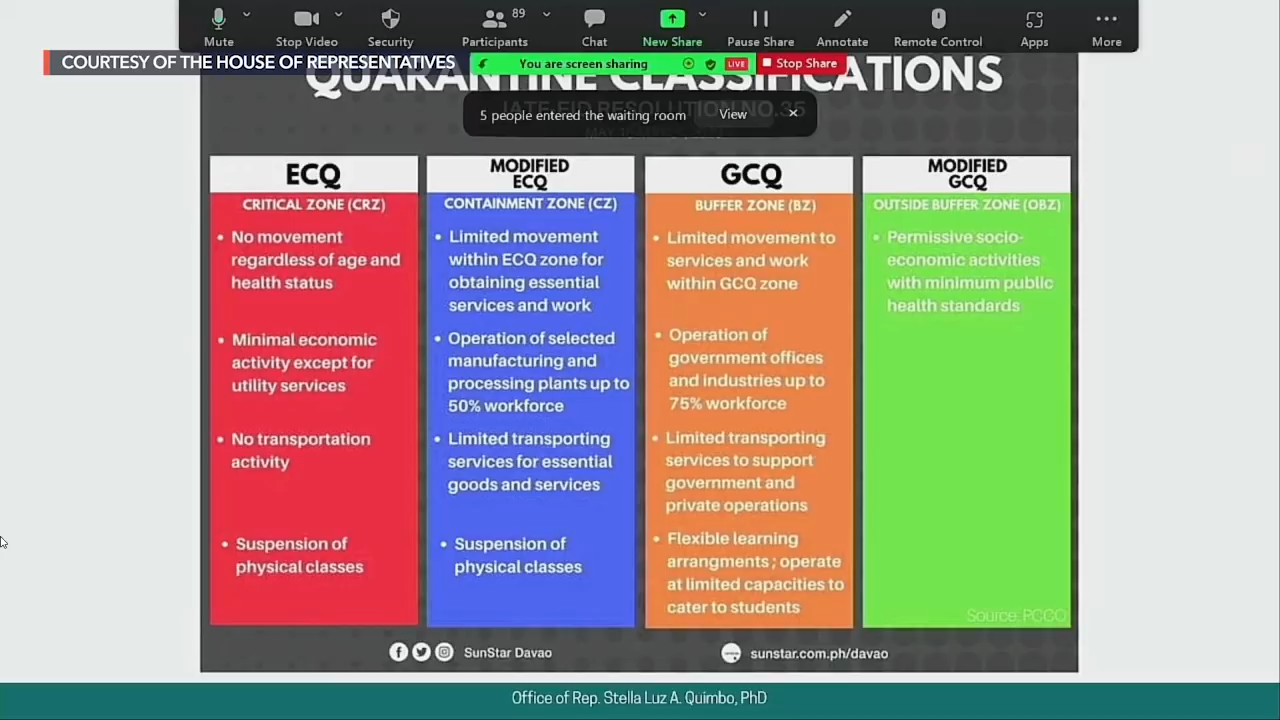 89
Mute
Stop Video
Security
Participants
Chat
New Share
Pause Share
Annotate
Remote Control
Apps
More
COURTESY OF THE HOUSE OF REPRESENTATIVES
You are screen sharing
LIVE
Stop Share
QUARANTINE CLASSIFICATIONS
RESOLUTION NO.35
5 people entered the waiting room
View
ECQ
CRITICAL ZONE (CRZ)
• No movement
regardless of age and
health status
• Minimal economic
activity except for
utility services
• No transportation
activity
• Suspension of
physical classes
MODIFIED
ECQ
CONTAINMENT ZONE (CZ)
• Limited movement
within ECQ zone for
obtaining essential
services and work
• Operation of selected
manufacturing and
processing plants up to
50% workforce
• Limited transporting
services for essential
goods and services
• Suspension of
physical classes
GCQ
BUFFER ZONE (BZ)
• Limited movement to
services and work
within GCQ zone
• Operation of
government offices
and industries up to
75% workforce
• Limited transporting
services to support
government and
private operations
• Flexible learning
arrangments ; operate
at limited capacities to
cater to students
MODIFIED
GCQ
OUTSIDE BUFFER ZONE (OBZ)
• Permissive socio-
economic activities
with minimum public
health standards
Source: PCOO
SunStar Davao
sunstar.com.ph/davao
Office of Rep. Stella Luz A. Quimbo, PhD